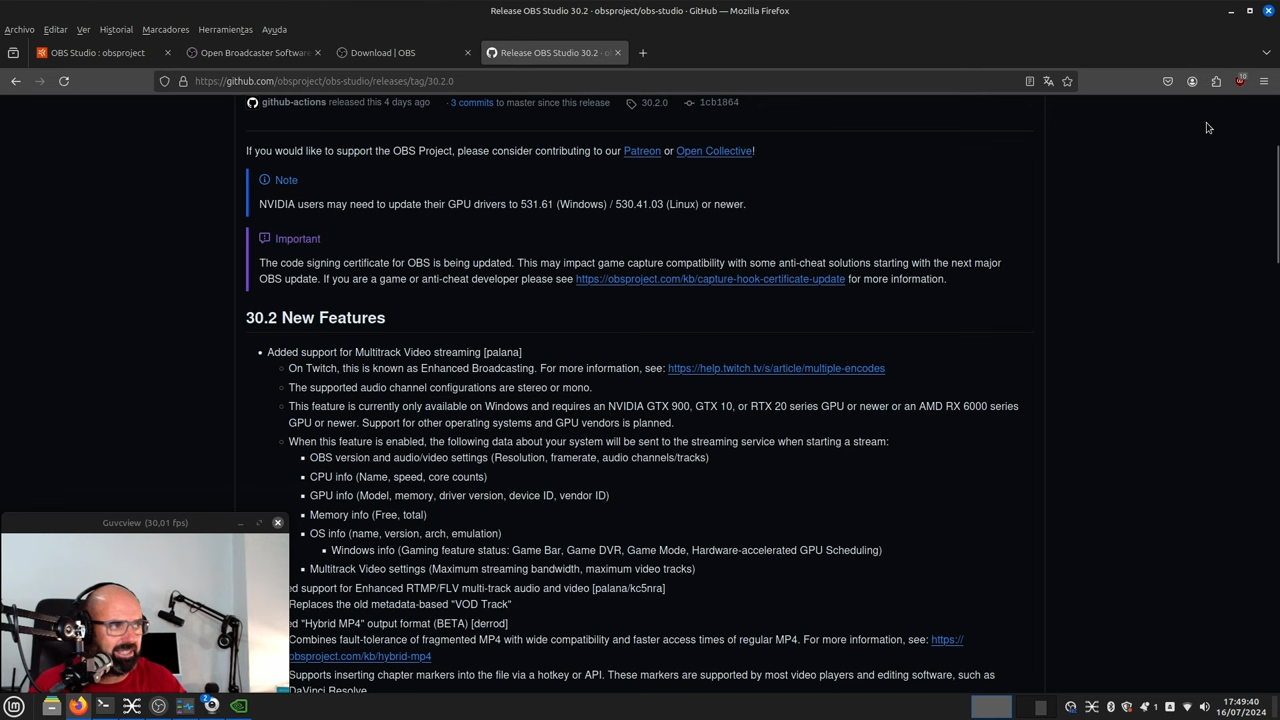 Release OBS Studio 30.2 · obsproject/obs-studio · GitHub — Mozilla Firefox
Archivo Editar Ver Historial Marcadores Herramientas Ayuda
OBS Studio : obsproject
Open Broadcaster Software
Download | OBS
Release OBS Studio 30.2 · o
https://github.com/obsproject/obs-studio/releases/tag/30.2.0
10
github-actions released this 4 days ago · 3 commits to master since this release 30.2.0 1cb1864
If you would like to support the OBS Project, please consider contributing to our Patreon or Open Collective!
Note
NVIDIA users may need to update their GPU drivers to 531.61 (Windows) / 530.41.03 (Linux) or newer.
Important
The code signing certificate for OBS is being updated. This may impact game capture compatibility with some anti-cheat solutions starting with the next major
OBS update. If you are a game or anti-cheat developer please see https://obsproject.com/kb/capture-hook-certificate-update for more information.
30.2 New Features
• Added support for Multitrack Video streaming [palana]
◦ On Twitch, this is known as Enhanced Broadcasting. For more information, see: https://help.twitch.tv/s/article/multiple-encodes
◦ The supported audio channel configurations are stereo or mono.
◦ This feature is currently only available on Windows and requires an NVIDIA GTX 900, GTX 10, or RTX 20 series GPU or newer or an AMD RX 6000 series
GPU or newer. Support for other operating systems and GPU vendors is planned.
◦ When this feature is enabled, the following data about your system will be sent to the streaming service when starting a stream:
▪ OBS version and audio/video settings (Resolution, framerate, audio channels/tracks)
▪ CPU info (Name, speed, core counts)
▪ GPU info (Model, memory, driver version, device ID, vendor ID)
▪ Memory info (Free, total)
▪ OS info (name, version, arch, emulation)
▪ Windows info (Gaming feature status: Game Bar, Game DVR, Game Mode, Hardware-accelerated GPU Scheduling)
▪ Multitrack Video settings (Maximum streaming bandwidth, maximum video tracks)
Guvcview (30,01 fps)
ed support for Enhanced RTMP/FLV multi-track audio and video [palana/kc5nra]
Replaces the old metadata-based "VOD Track"
ed "Hybrid MP4" output format (BETA) [derrod]
Combines fault-tolerance of fragmented MP4 with wide compatibility and faster access times of regular MP4. For more information, see: https://
obsproject.com/kb/hybrid-mp4
Supports inserting chapter markers into the file via a hotkey or API. These markers are supported by most video players and editing software, such as
DaVinci Resolve
2
1
17:49:40
16/07/2024